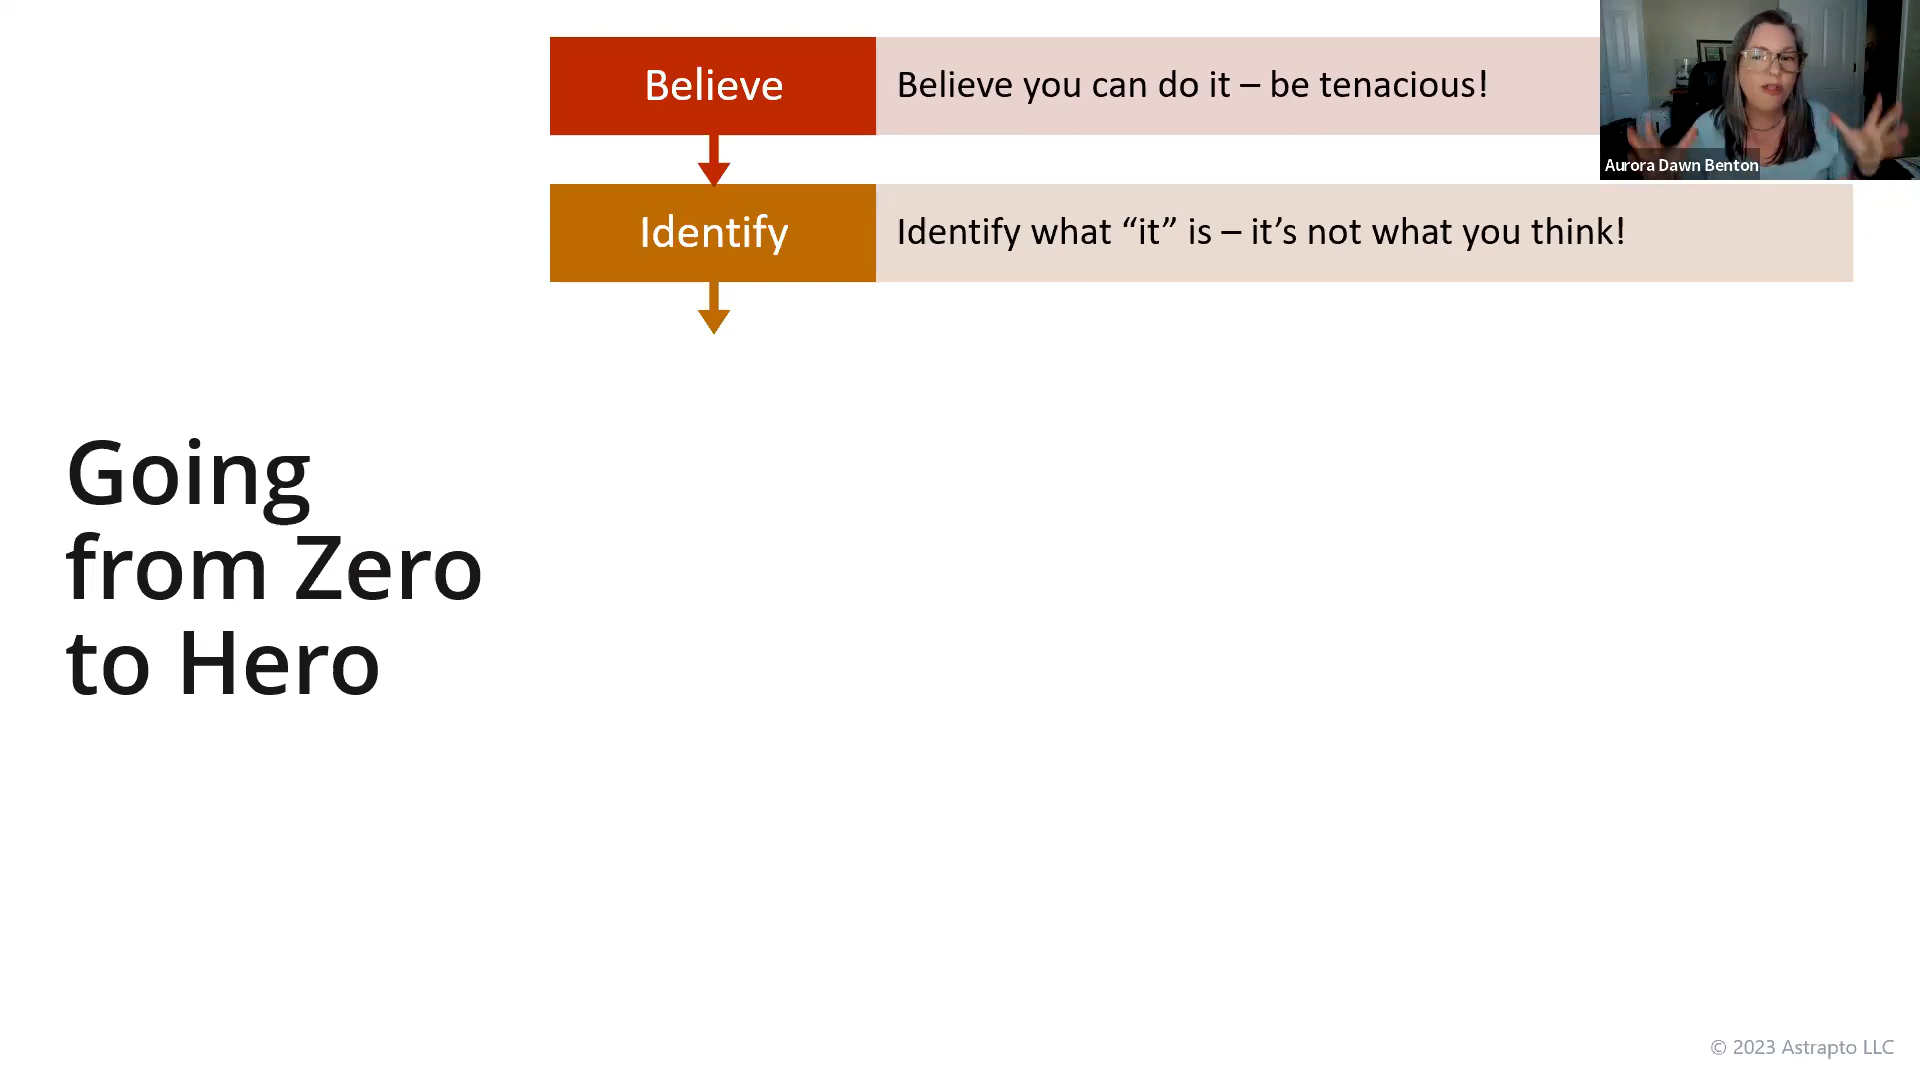 Believe
Believe you can do it – be tenacious!
Aurora Dawn Benton
Identify
Identify what “it” is – it’s not what you think!
Going
from Zero
to Hero
© 2023 Astrapto LLC